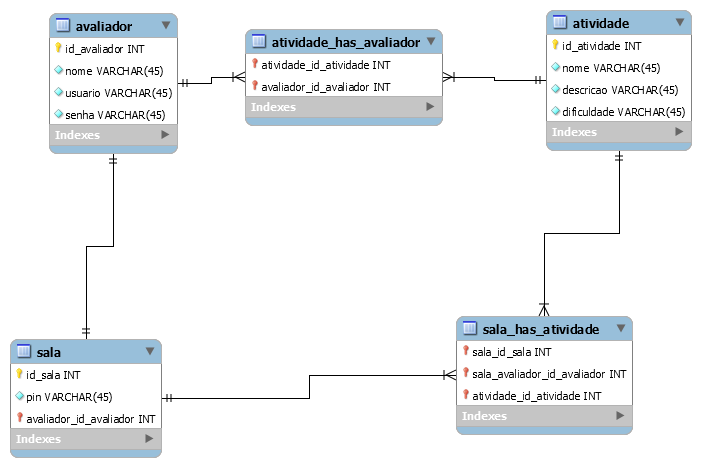 avaliador
id_avaliador INT
nome VARCHAR(45)
usuario VARCHAR(45)
senha VARCHAR(45)
Indexes
atividade_has_avaliador
atividade_id_atividade INT
avaliador_id_avaliador INT
Indexes
atividade
id_atividade INT
nome VARCHAR(45)
descricao VARCHAR(45)
dificuldade VARCHAR(45)
Indexes
sala
id_sala INT
pin VARCHAR(45)
avaliador_id_avaliador INT
Indexes
sala_has_atividade
sala_id_sala INT
sala_avaliador_id_avaliador INT
atividade_id_atividade INT
Indexes